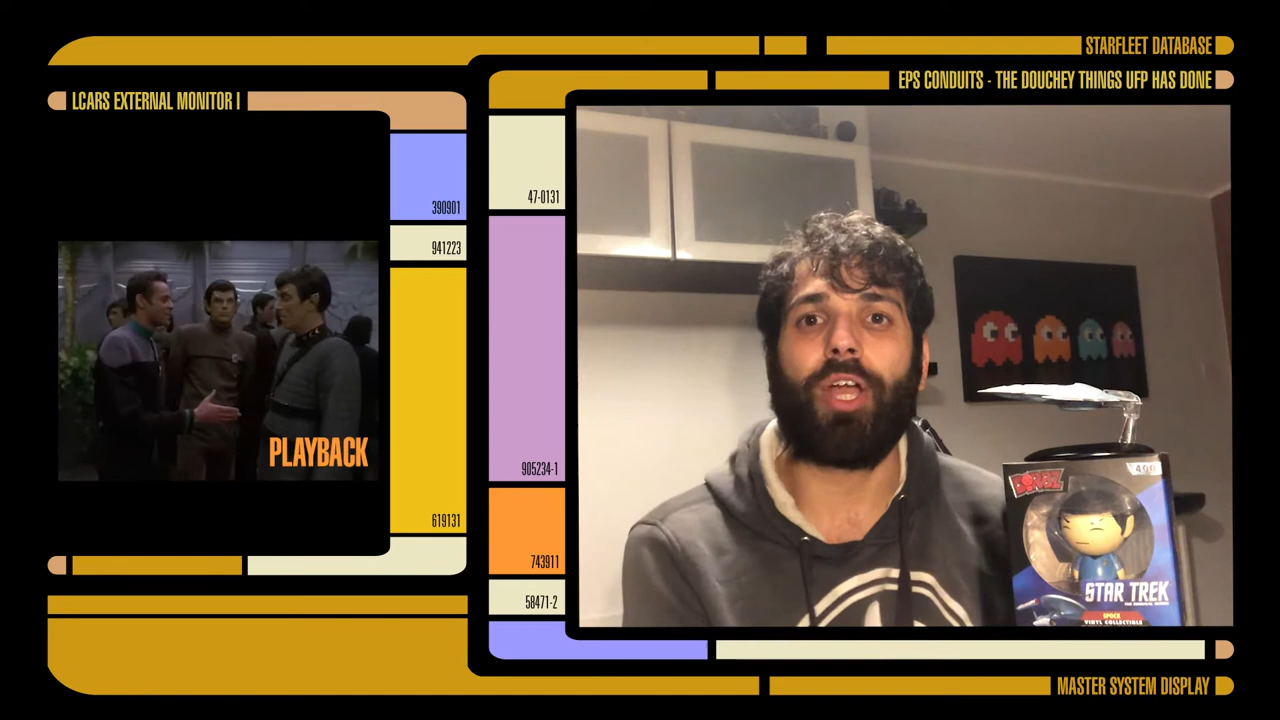 STARFLEET DATABASE
EPS CONDUITS - THE DOUCHEY THINGS UFP HAS DONE
LCARS EXTERNAL MONITOR I
390901
941223
619131
PLAYBACK
47-0131
905234-1
743911
58471-2
400
DORBZ
STAR TREK
SPOCK
VINYL COLLECTIBLE
MASTER SYSTEM DISPLAY